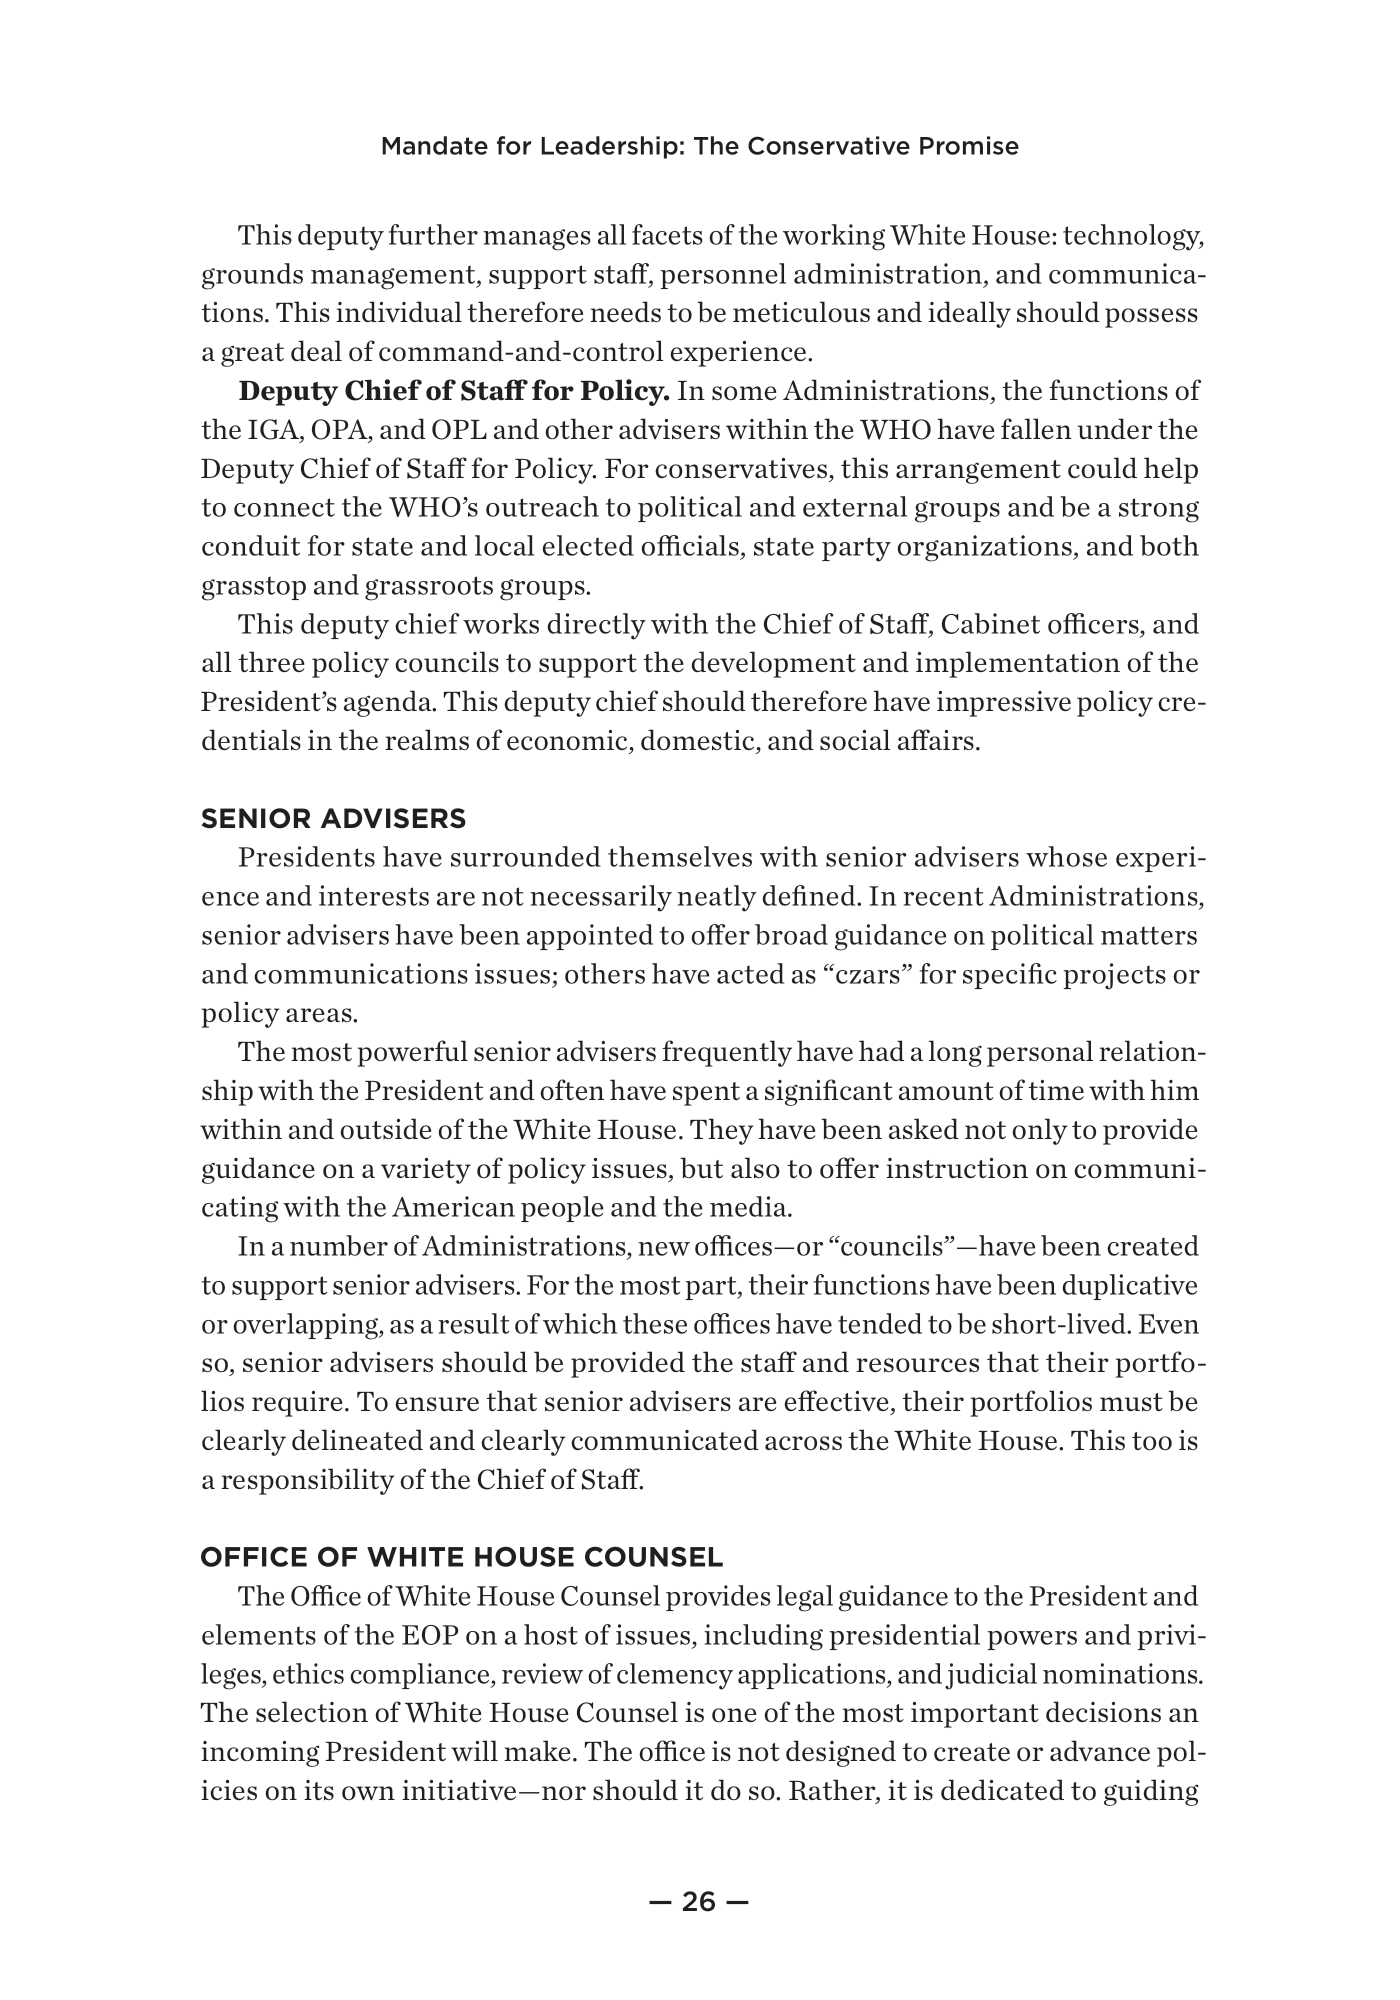 Mandate for Leadership: The Conservative Promise
This deputy further manages all facets of the working White House: technology,
grounds management, support staff, personnel administration, and communica-
tions. This individual therefore needs to be meticulous and ideally should possess
a great deal of command-and-control experience.
Deputy Chief of Staff for Policy. In some Administrations, the functions of
the IGA, OPA, and OPL and other advisers within the WHO have fallen under the
Deputy Chief of Staff for Policy. For conservatives, this arrangement could help
to connect the WHO’s outreach to political and external groups and be a strong
conduit for state and local elected officials, state party organizations, and both
grasstop and grassroots groups.
This deputy chief works directly with the Chief of Staff, Cabinet officers, and
all three policy councils to support the development and implementation of the
President’s agenda. This deputy chief should therefore have impressive policy cre-
dentials in the realms of economic, domestic, and social affairs.
SENIOR ADVISERS
Presidents have surrounded themselves with senior advisers whose experi-
ence and interests are not necessarily neatly defined. In recent Administrations,
senior advisers have been appointed to offer broad guidance on political matters
and communications issues; others have acted as “czars” for specific projects or
policy areas.
The most powerful senior advisers frequently have had a long personal relation-
ship with the President and often have spent a significant amount of time with him
within and outside of the White House. They have been asked not only to provide
guidance on a variety of policy issues, but also to offer instruction on communi-
cating with the American people and the media.
In a number of Administrations, new offices—or “councils”—have been created
to support senior advisers. For the most part, their functions have been duplicative
or overlapping, as a result of which these offices have tended to be short-lived. Even
so, senior advisers should be provided the staff and resources that their portfo-
lios require. To ensure that senior advisers are effective, their portfolios must be
clearly delineated and clearly communicated across the White House. This too is
a responsibility of the Chief of Staff.
OFFICE OF WHITE HOUSE COUNSEL
The Office of White House Counsel provides legal guidance to the President and
elements of the EOP on a host of issues, including presidential powers and privi-
leges, ethics compliance, review of clemency applications, and judicial nominations.
The selection of White House Counsel is one of the most important decisions an
incoming President will make. The office is not designed to create or advance pol-
icies on its own initiative—nor should it do so. Rather, it is dedicated to guiding
— 26 —